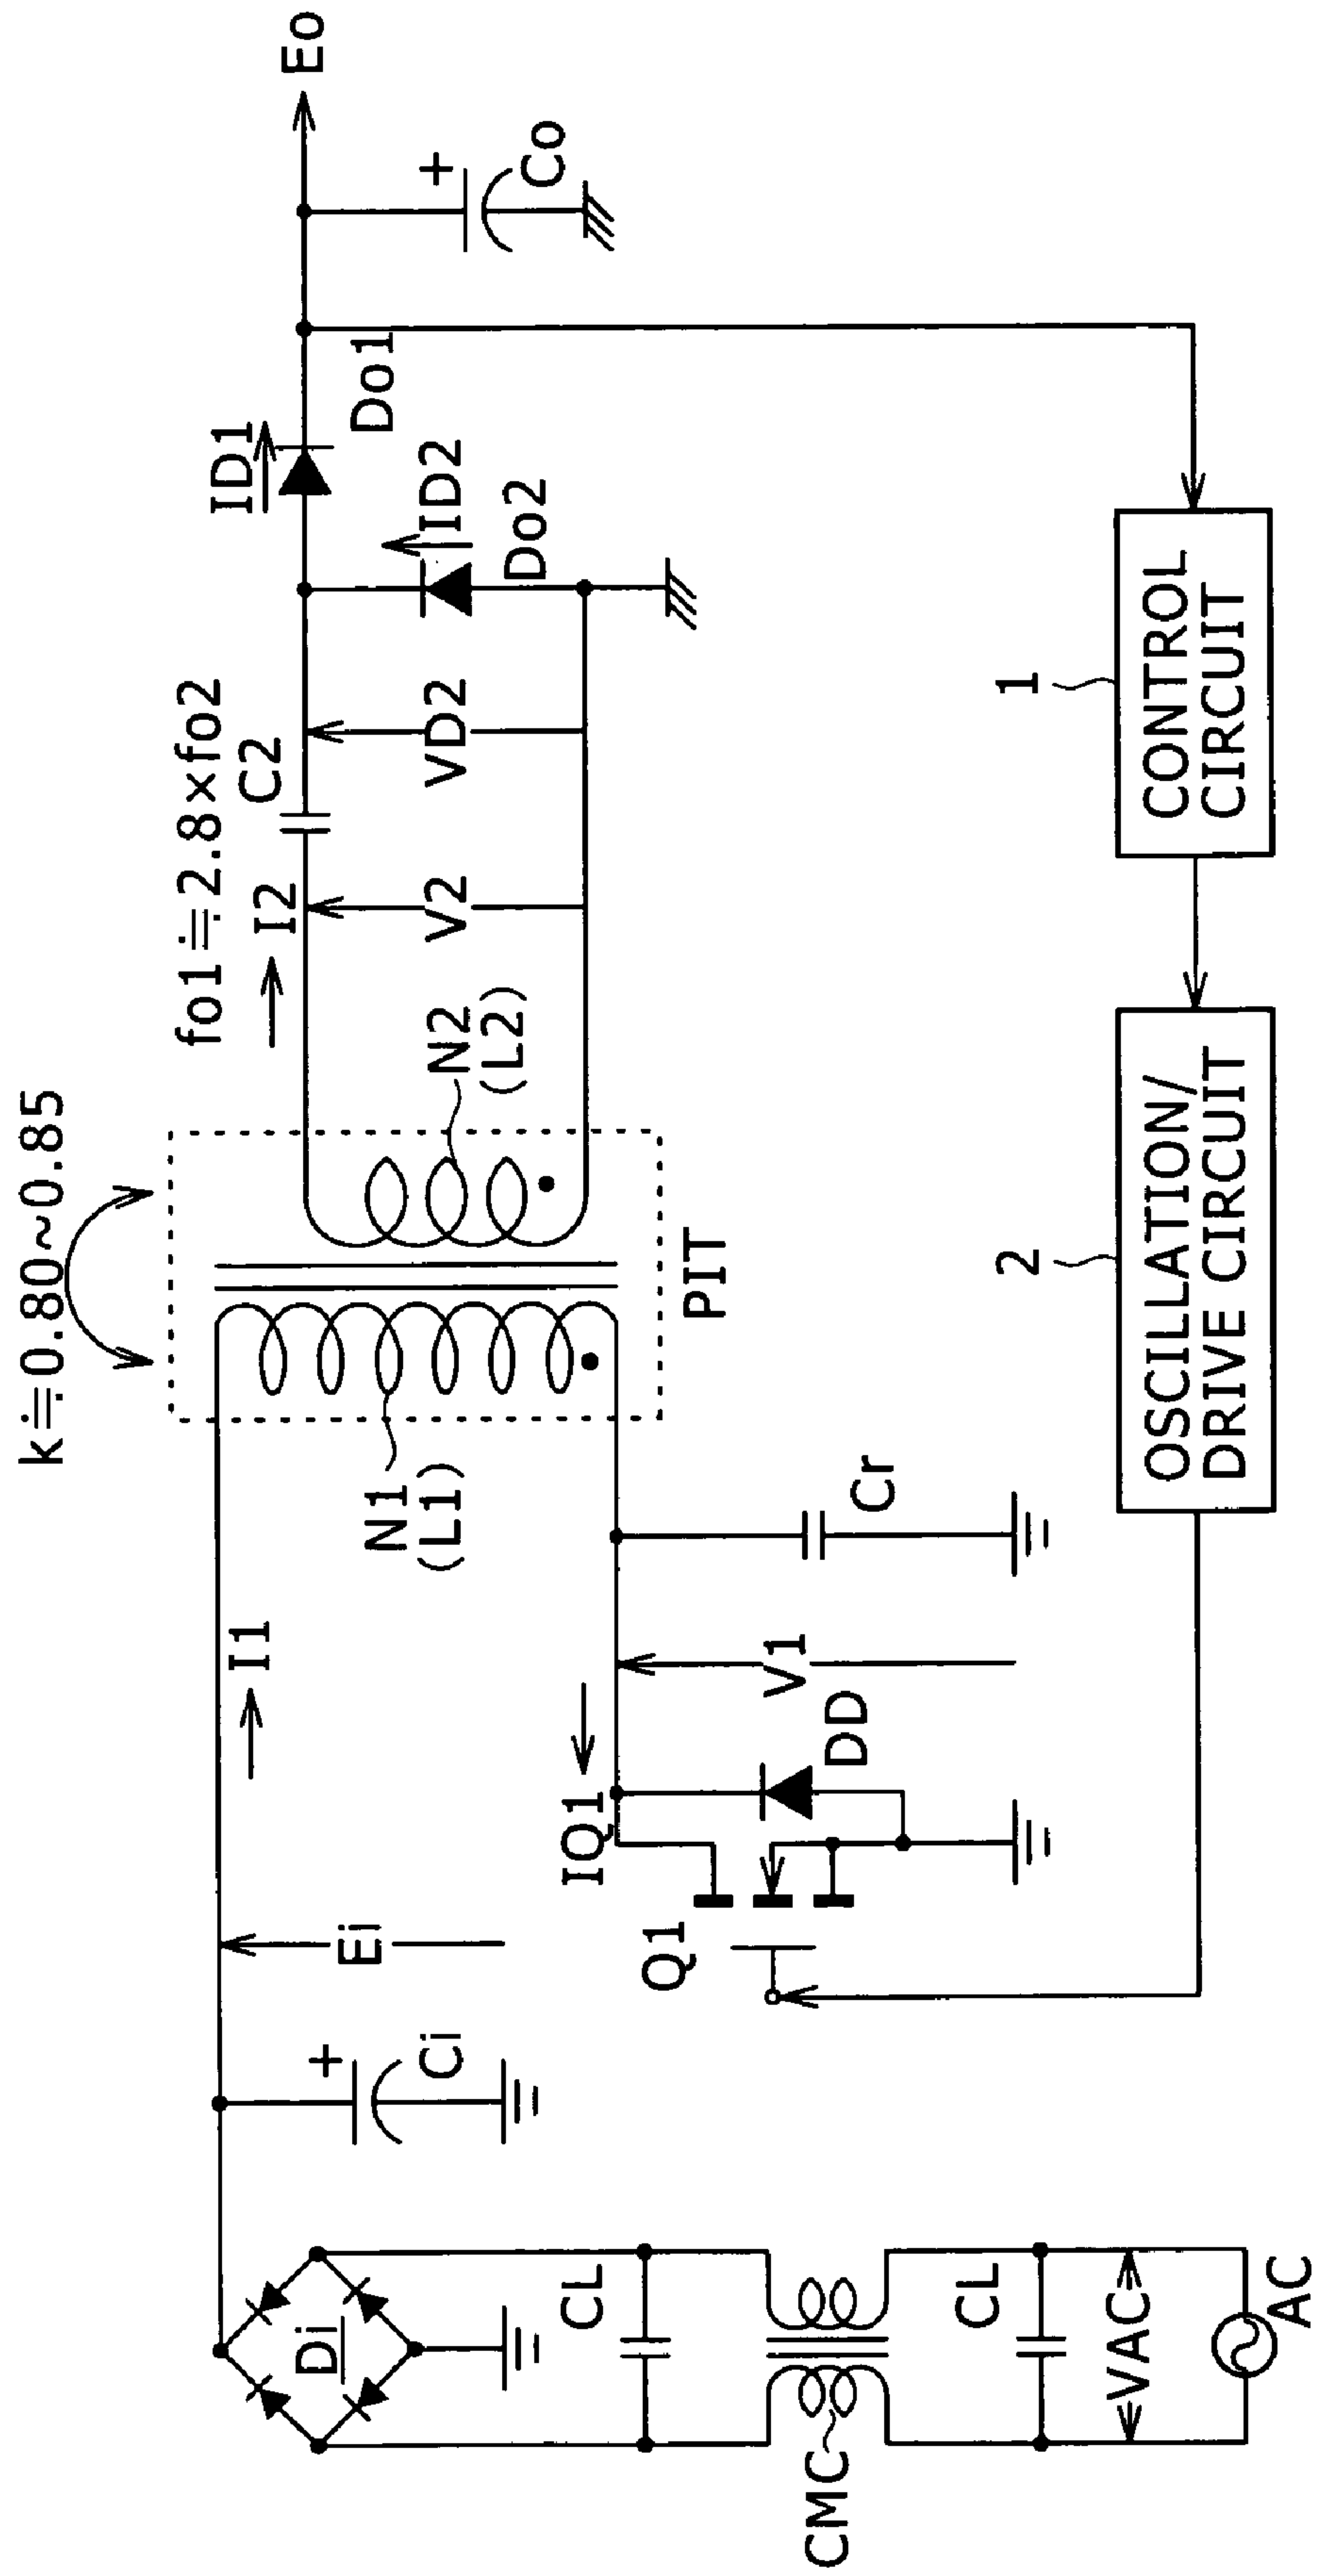 k≒0.80~0.85
fo1≒2.8×fo2
I1
I2
C2
ID1
Eo
N1
(L1)
N2
(L2)
V2
VD2
ID2
Do2
Do1
+
Co
Ei
+
Ci
Di
PIT
IQ1
Q1
DD
V1
Cr
CL
CMC
CL
VAC
AC
2
OSCILLATION/
DRIVE CIRCUIT
1
CONTROL
CIRCUIT